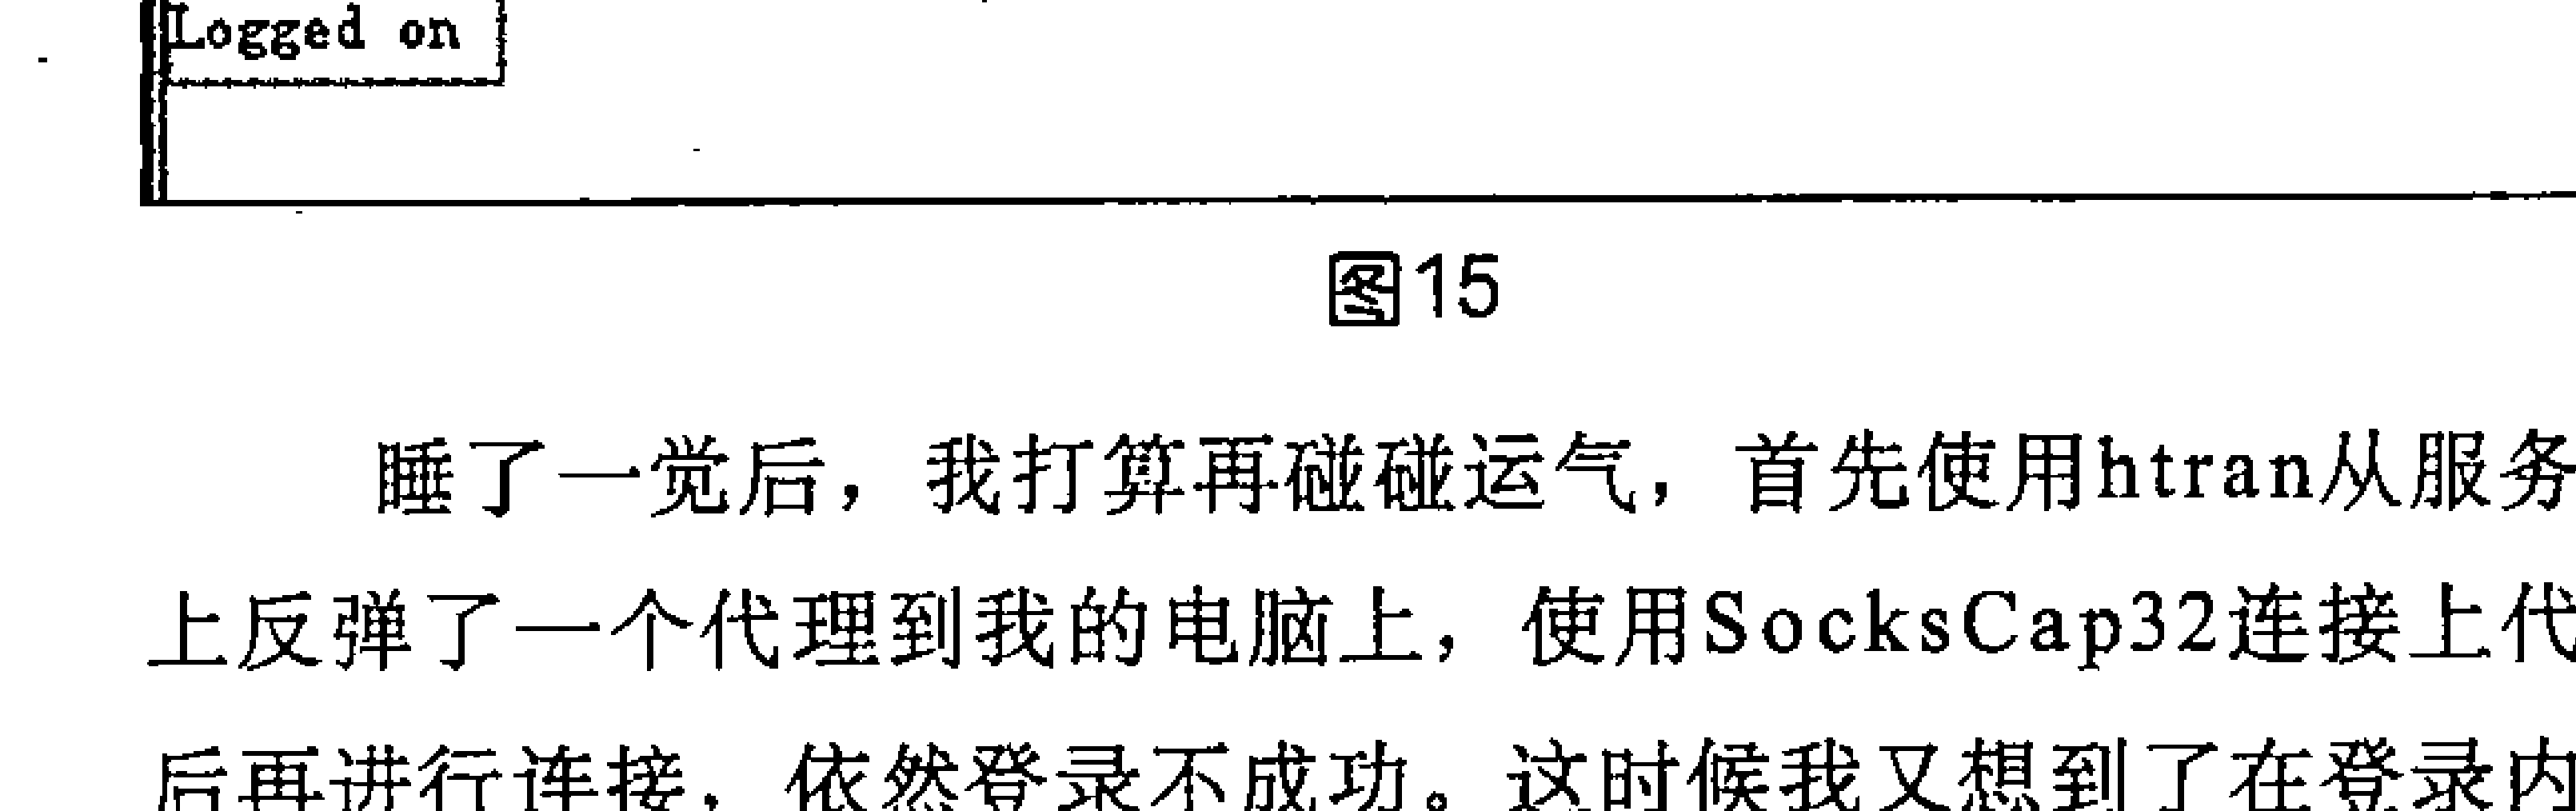 Logged on
图15
睡了一觉后，我打算再碰碰运气，首先使用htran从服务
上反弹了一个代理到我的电脑上，使用SocksCap32连接上代
后再进行连接，依然登录不成功。这时候我又想到了在登录内